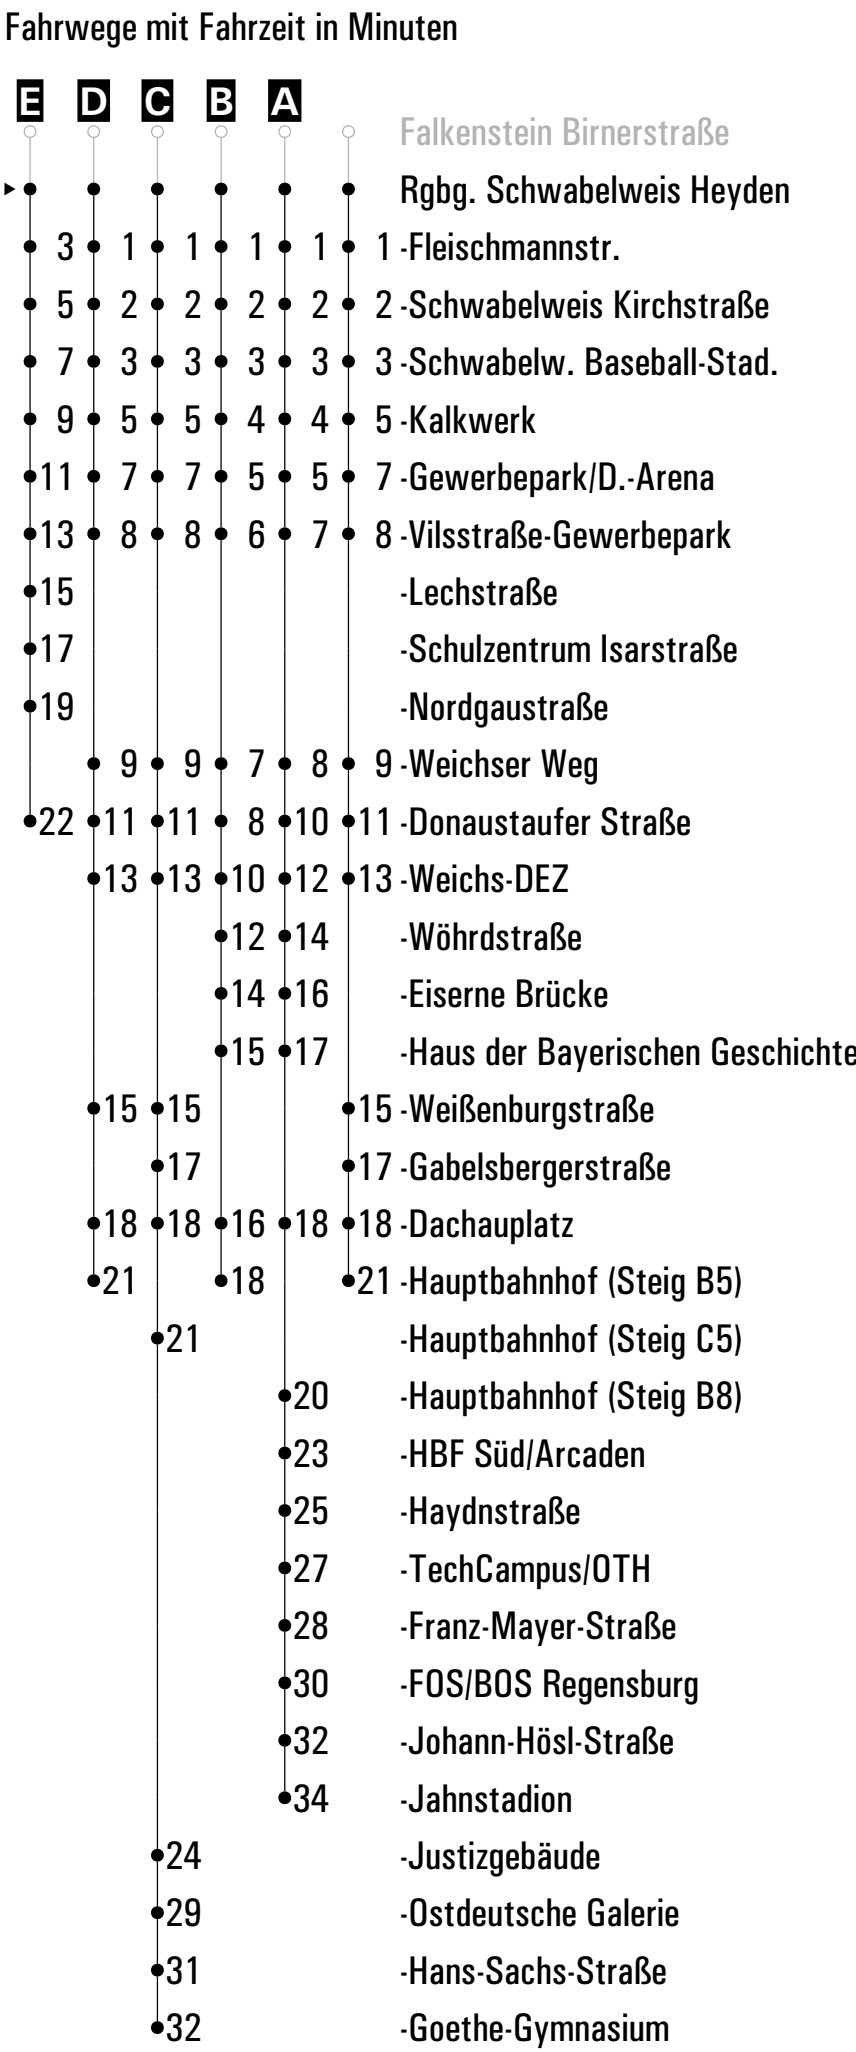 Fahrwege mit Fahrzeit in Minuten
E D C B A
Falkenstein Birnerstraße
Rgbg. Schwabelweis Heyden
3 1 1 1 1 1 -Fleischmannstr.
5 2 2 2 2 2 -Schwabelweis Kirchstraße
7 3 3 3 3 3 -Schwabelw. Baseball-Stad.
9 5 5 4 4 5 -Kalkwerk
11 7 7 5 5 7 -Gewerbepark/D.-Arena
13 8 8 6 7 8 -Vilsstraße-Gewerbepark
15 -Lechstraße
17 -Schulzentrum Isarstraße
19 -Nordgaustraße
9 9 7 8 9 -Weichser Weg
22 11 11 8 10 11 -Donaustaufer Straße
13 13 10 12 13 -Weichs-DEZ
12 14 -Wöhrdstraße
14 16 -Eiserne Brücke
15 17 -Haus der Bayerischen Geschichte
15 15 15 -Weißenburgstraße
17 17 -Gabelsbergerstraße
18 18 16 18 18 -Dachauplatz
21 18 21 -Hauptbahnhof (Steig B5)
21 -Hauptbahnhof (Steig C5)
20 -Hauptbahnhof (Steig B8)
23 -HBF Süd/Arcaden
25 -Haydnstraße
27 -TechCampus/OTH
28 -Franz-Mayer-Straße
30 -FOS/BOS Regensburg
32 -Johann-Hösl-Straße
34 -Jahnstadion
24 -Justizgebäude
29 -Ostdeutsche Galerie
31 -Hans-Sachs-Straße
32 -Goethe-Gymnasium